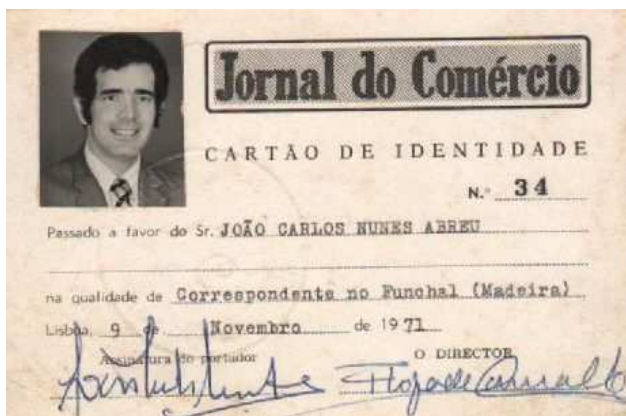 Jornal do Comércio
CARTÃO DE IDENTIDADE
N.º 34
Passado a favor do Sr. JOÃO CARLOS NUNES ABREU
na qualidade de Correspondente no Funchal (Madeira)
Lisboa, 9 de Novembro de 1971
Assinatura do portador O DIRECTOR,